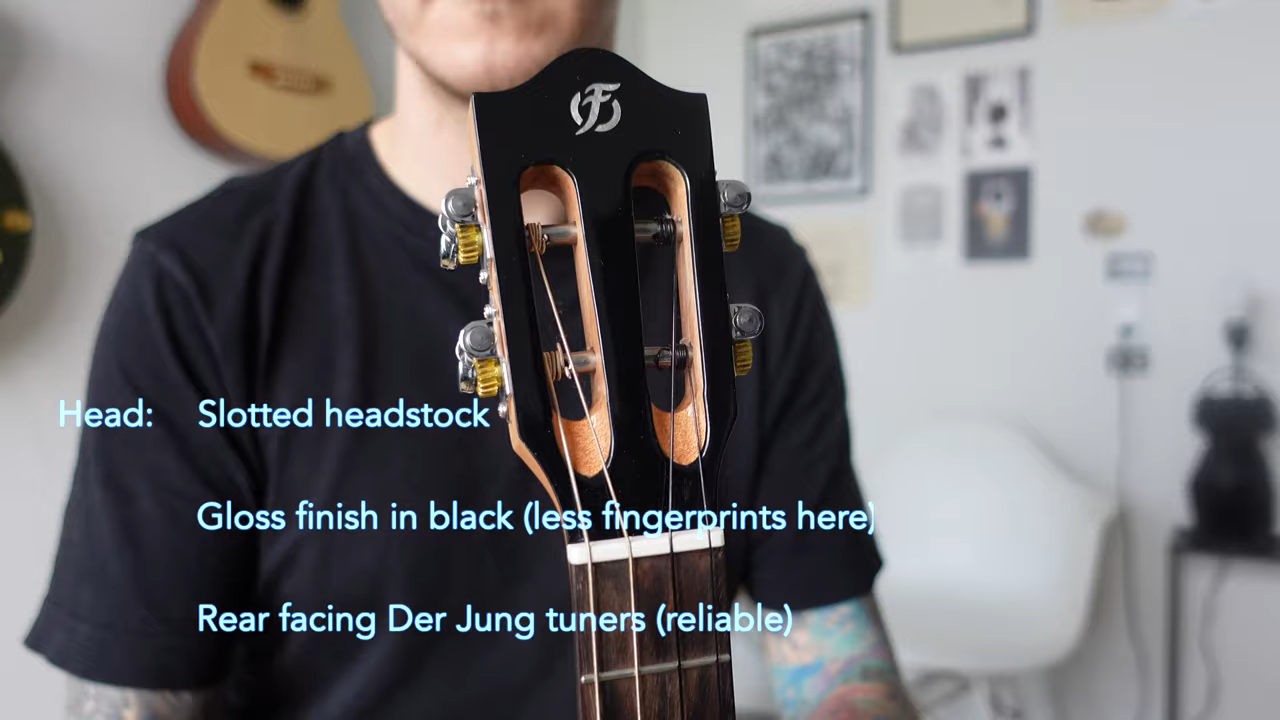 Head: Slotted headstock
Gloss finish in black (less fingerprints here)
Rear facing Der Jung tuners (reliable)